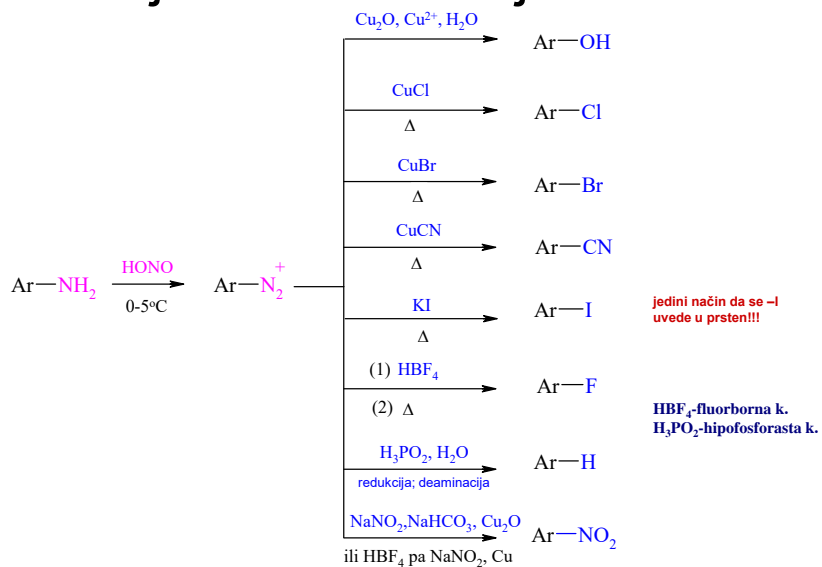 Cu₂O, Cu²⁺, H₂O
Ar—OH
CuCl
Δ
Ar—Cl
CuBr
Δ
Ar—Br
CuCN
Δ
Ar—CN
Ar—NH₂
HONO
0-5°C
Ar—N₂⁺
KI
Δ
Ar—I
jedini način da se –I
uvede u prsten!!!
(1) HBF₄
(2) Δ
Ar—F
HBF₄-fluorborna k.
H₃PO₂-hipofosforasta k.
H₃PO₂, H₂O
redukcija; deaminacija
Ar—H
NaNO₂,NaHCO₃, Cu₂O
ili HBF₄ pa NaNO₂, Cu
Ar—NO₂